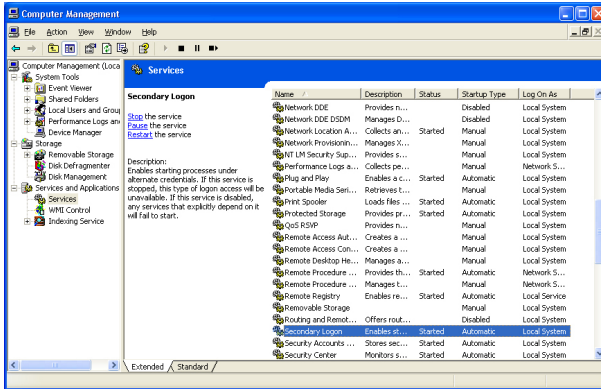 Computer Management
File Action View Window Help
Computer Management (Loca
System Tools
Event Viewer
Shared Folders
Local Users and Group
Performance Logs an
Device Manager
Storage
Removable Storage
Disk Defragmenter
Disk Management
Services and Applications
Services
WMI Control
Indexing Service
Services
Secondary Logon
Stop the service
Pause the service
Restart the service
Description:
Enables starting processes under
alternate credentials. If this service is
stopped, this type of logon access will be
unavailable. If this service is disabled,
any services that explicitly depend on it
will fail to start.
Name Description Status Startup Type Log On As
Network DDE Provides n... Disabled Local System
Network DDE DSDM Manages D... Disabled Local System
Network Location A... Collects an... Started Manual Local System
Network Provisionin... Manages X... Manual Local System
NT LM Security Sup... Provides s... Manual Local System
Performance Logs a... Collects pe... Manual Network S...
Plug and Play Enables a c... Started Automatic Local System
Portable Media Seri... Retrieves t... Manual Local System
Print Spooler Loads files ... Started Automatic Local System
Protected Storage Provides pr... Started Automatic Local System
QoS RSVP Provides n... Manual Local System
Remote Access Aut... Creates a ... Manual Local System
Remote Access Con... Creates a ... Manual Local System
Remote Desktop He... Manages a... Manual Local System
Remote Procedure ... Provides th... Started Automatic Network S...
Remote Procedure ... Manages t... Manual Network S...
Remote Registry Enables re... Started Automatic Local Service
Removable Storage Manual Local System
Routing and Remot... Offers rout... Disabled Local System
Secondary Logon Enables st... Started Automatic Local System
Security Accounts ... Stores sec... Started Automatic Local System
Security Center Monitors s... Started Automatic Local System
Extended Standard